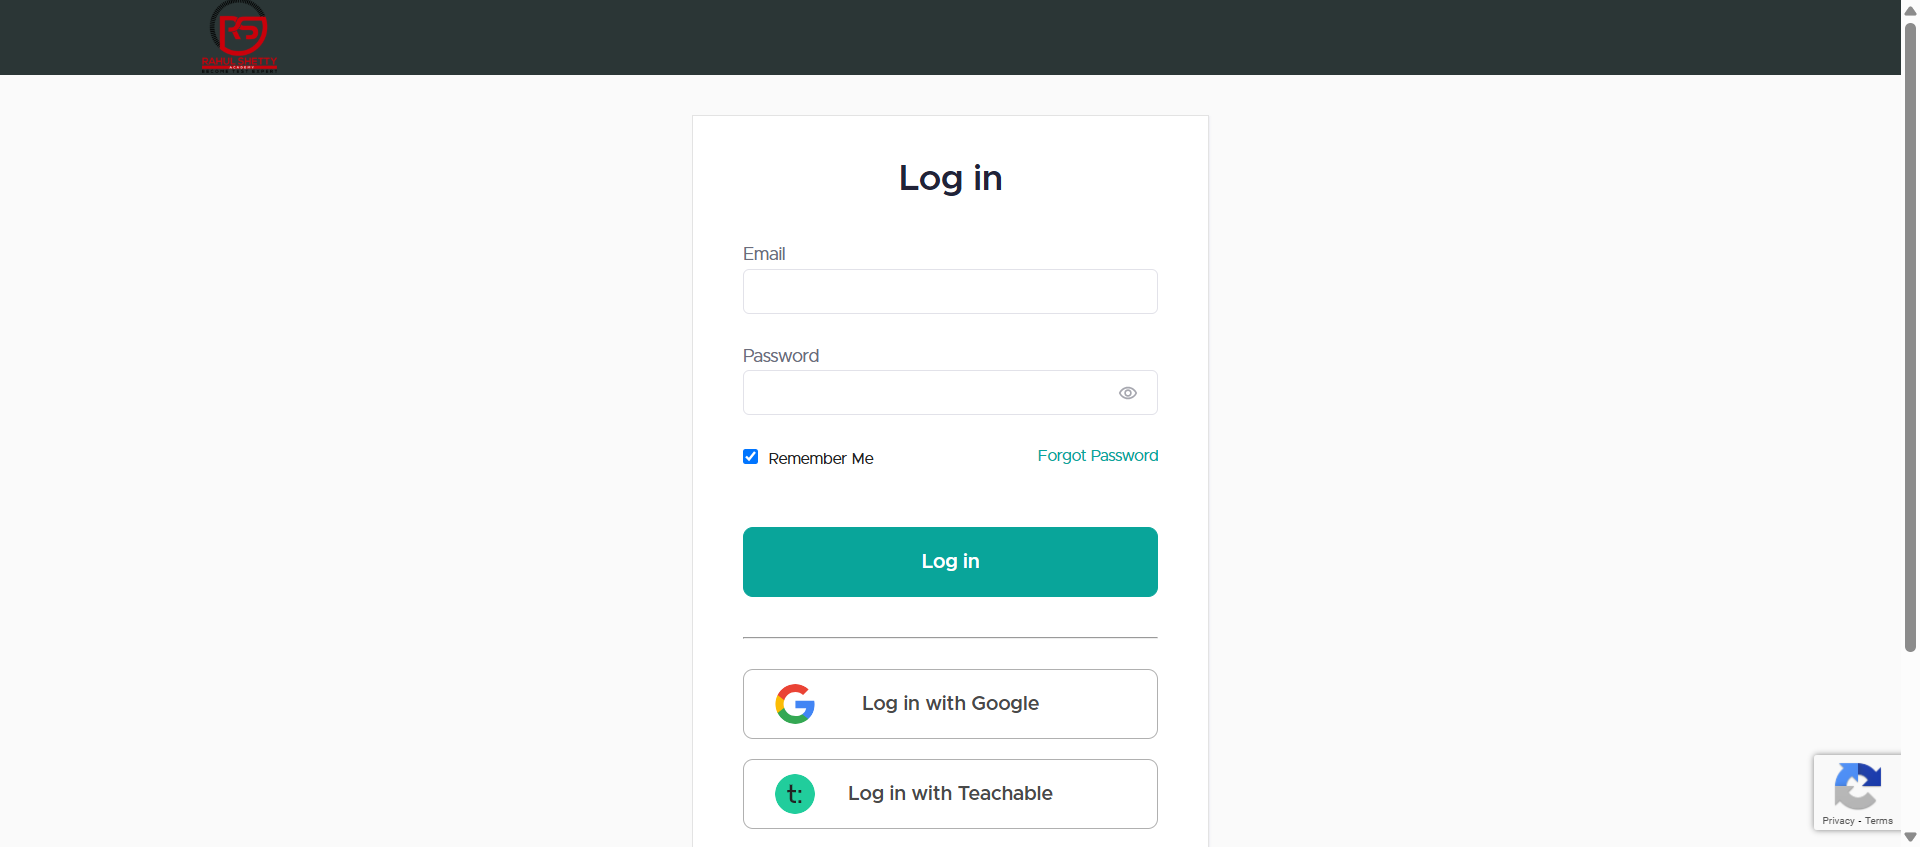 RS
RAHUL SHETTY
ACADEMY
Log in
Email
Password
Remember Me
Forgot Password
Log in
Log in with Google
t:
Log in with Teachable
Privacy - Terms